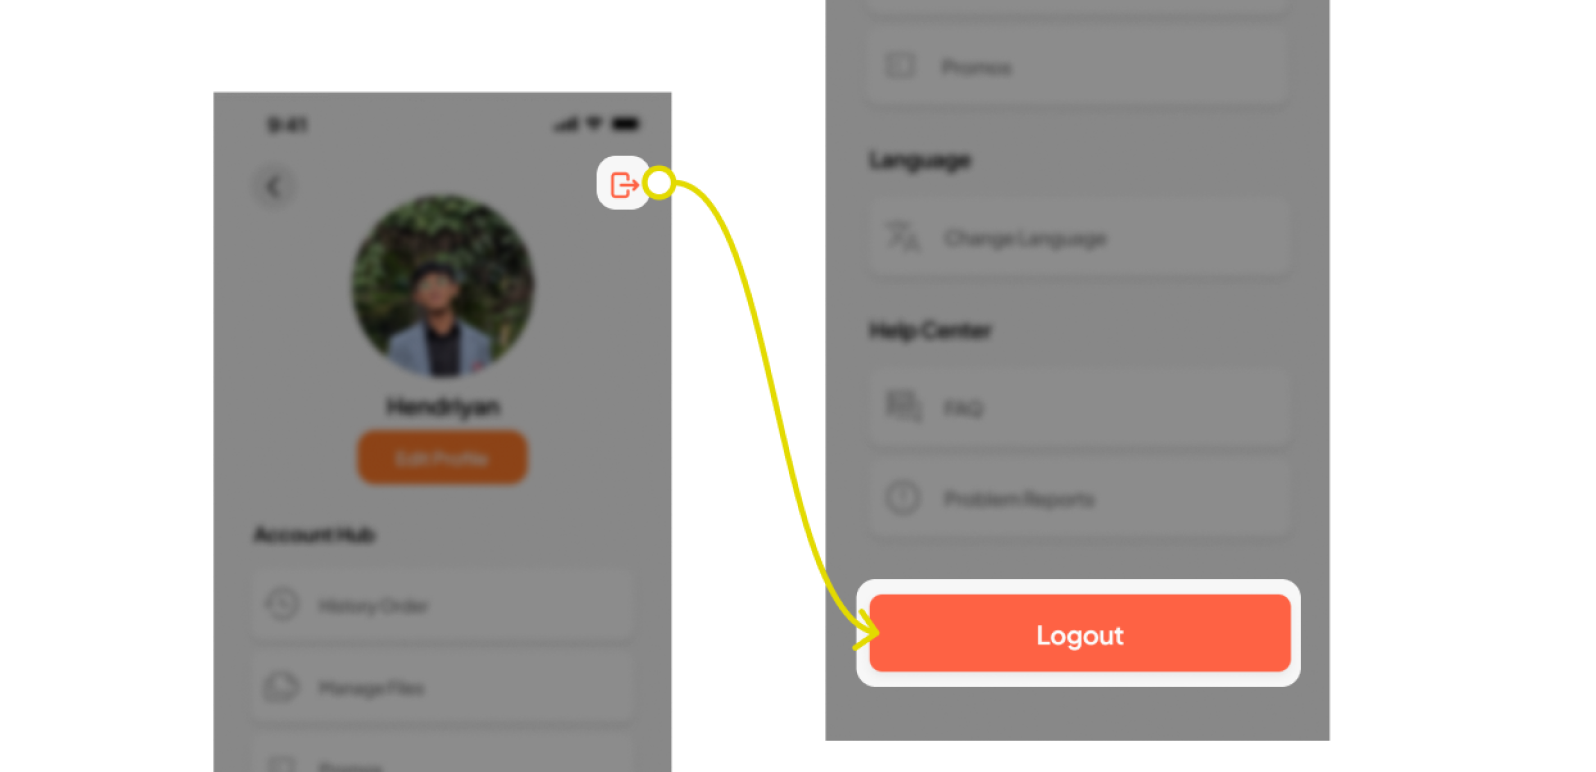 9:41
Hendriyan
Edit Profile
Account Hub
History Order
Manage Files
Promos
Promos
Language
Change Language
Help Center
FAQ
Problem Reports
Logout